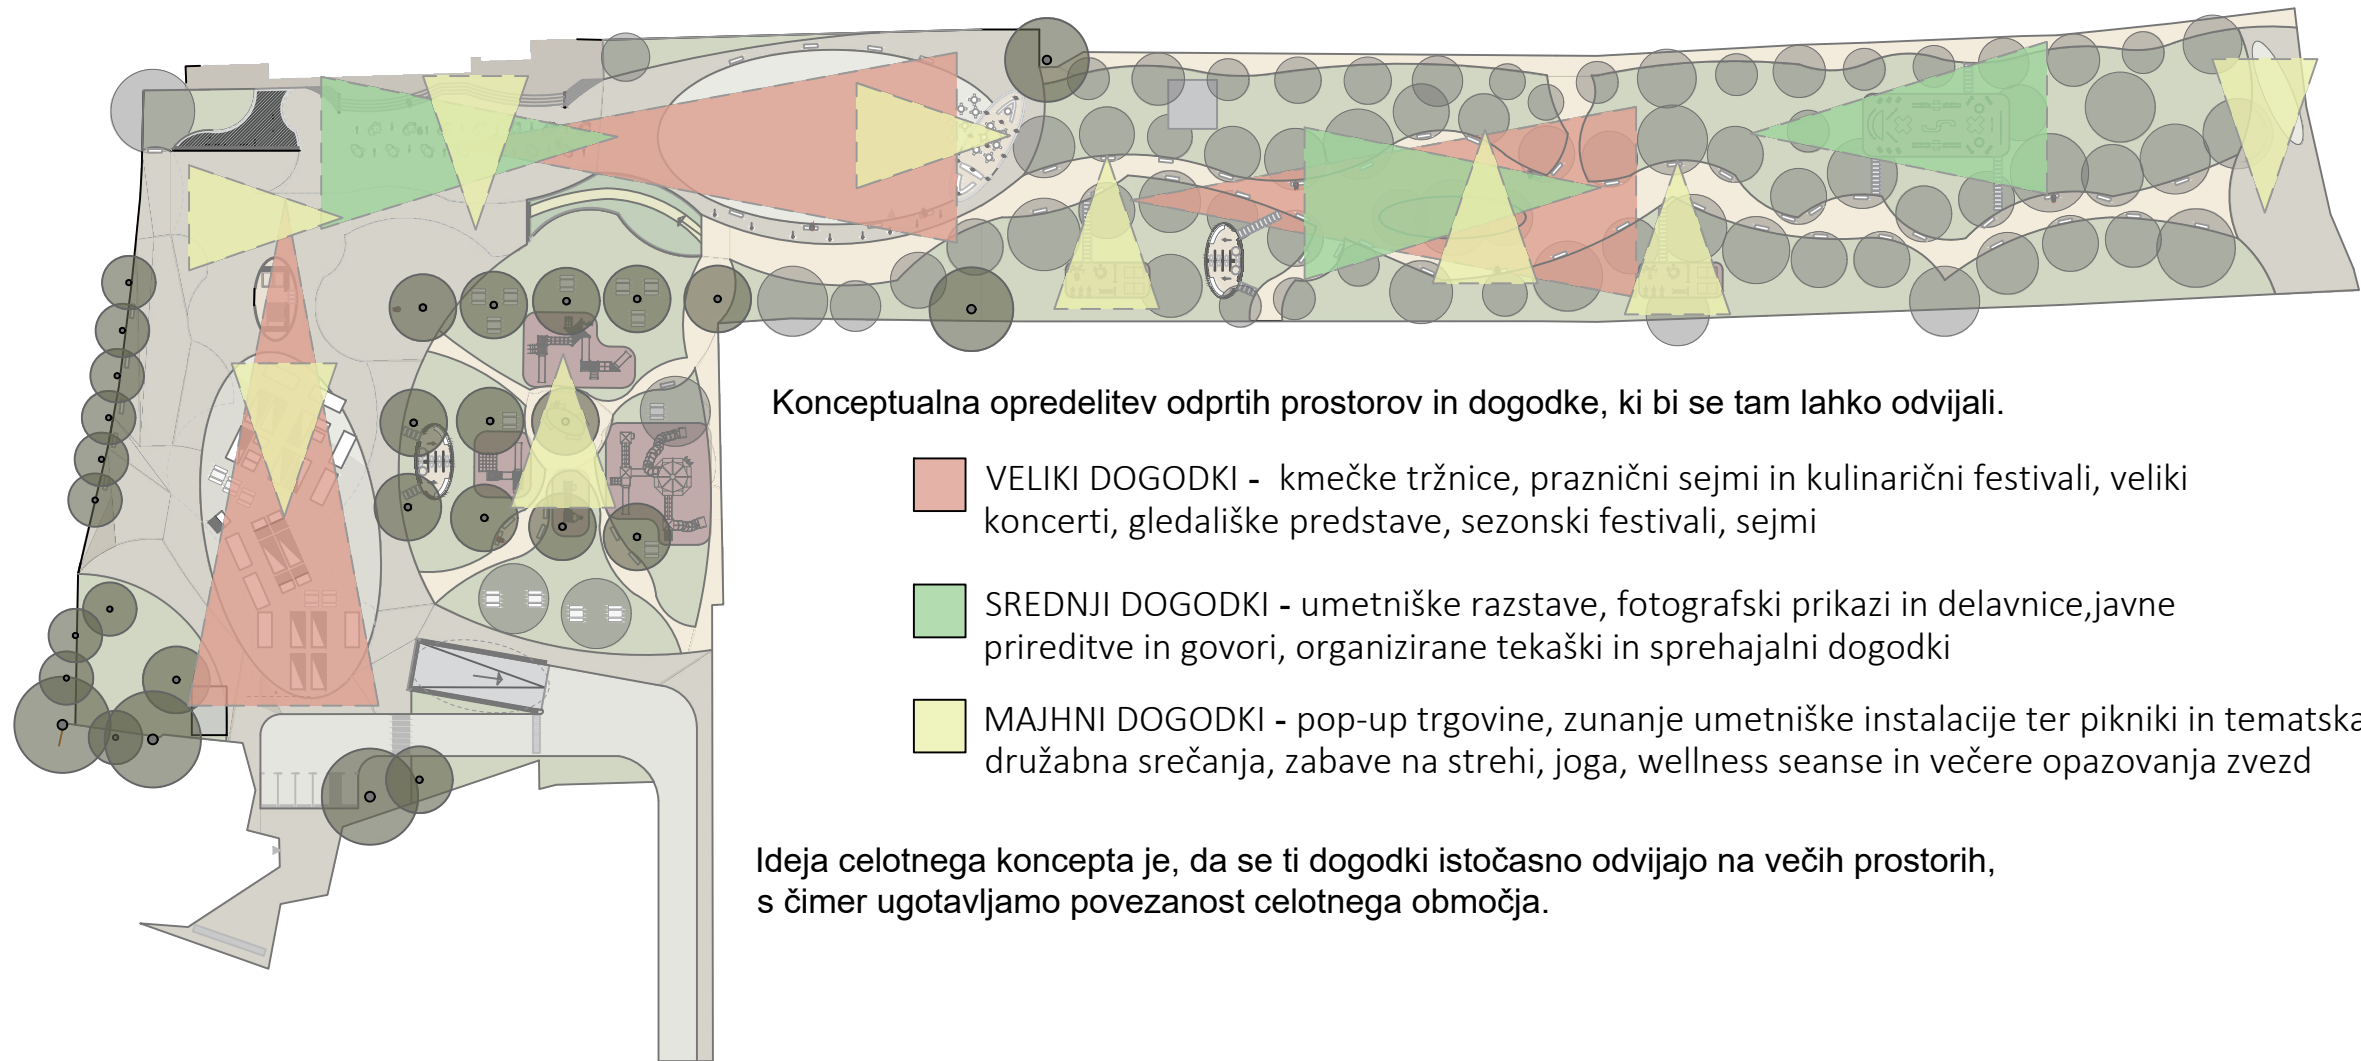 Konceptualna opredelitev odprtih prostorov in dogodke, ki bi se tam lahko odvijali.
VELIKI DOGODKI - kmečke tržnice, praznični sejmi in kulinarični festivali, veliki
koncerti, gledališke predstave, sezonski festivali, sejmi
SREDNJI DOGODKI - umetniške razstave, fotografski prikazi in delavnice,javne
prireditve in govori, organizirane tekaški in sprehajalni dogodki
MAJHNI DOGODKI - pop-up trgovine, zunanje umetniške instalacije ter pikniki in tematska
družabna srečanja, zabave na strehi, joga, wellness seanse in večere opazovanja zvezd
Ideja celotnega koncepta je, da se ti dogodki istočasno odvijajo na večih prostorih,
s čimer ugotavljamo povezanost celotnega območja.